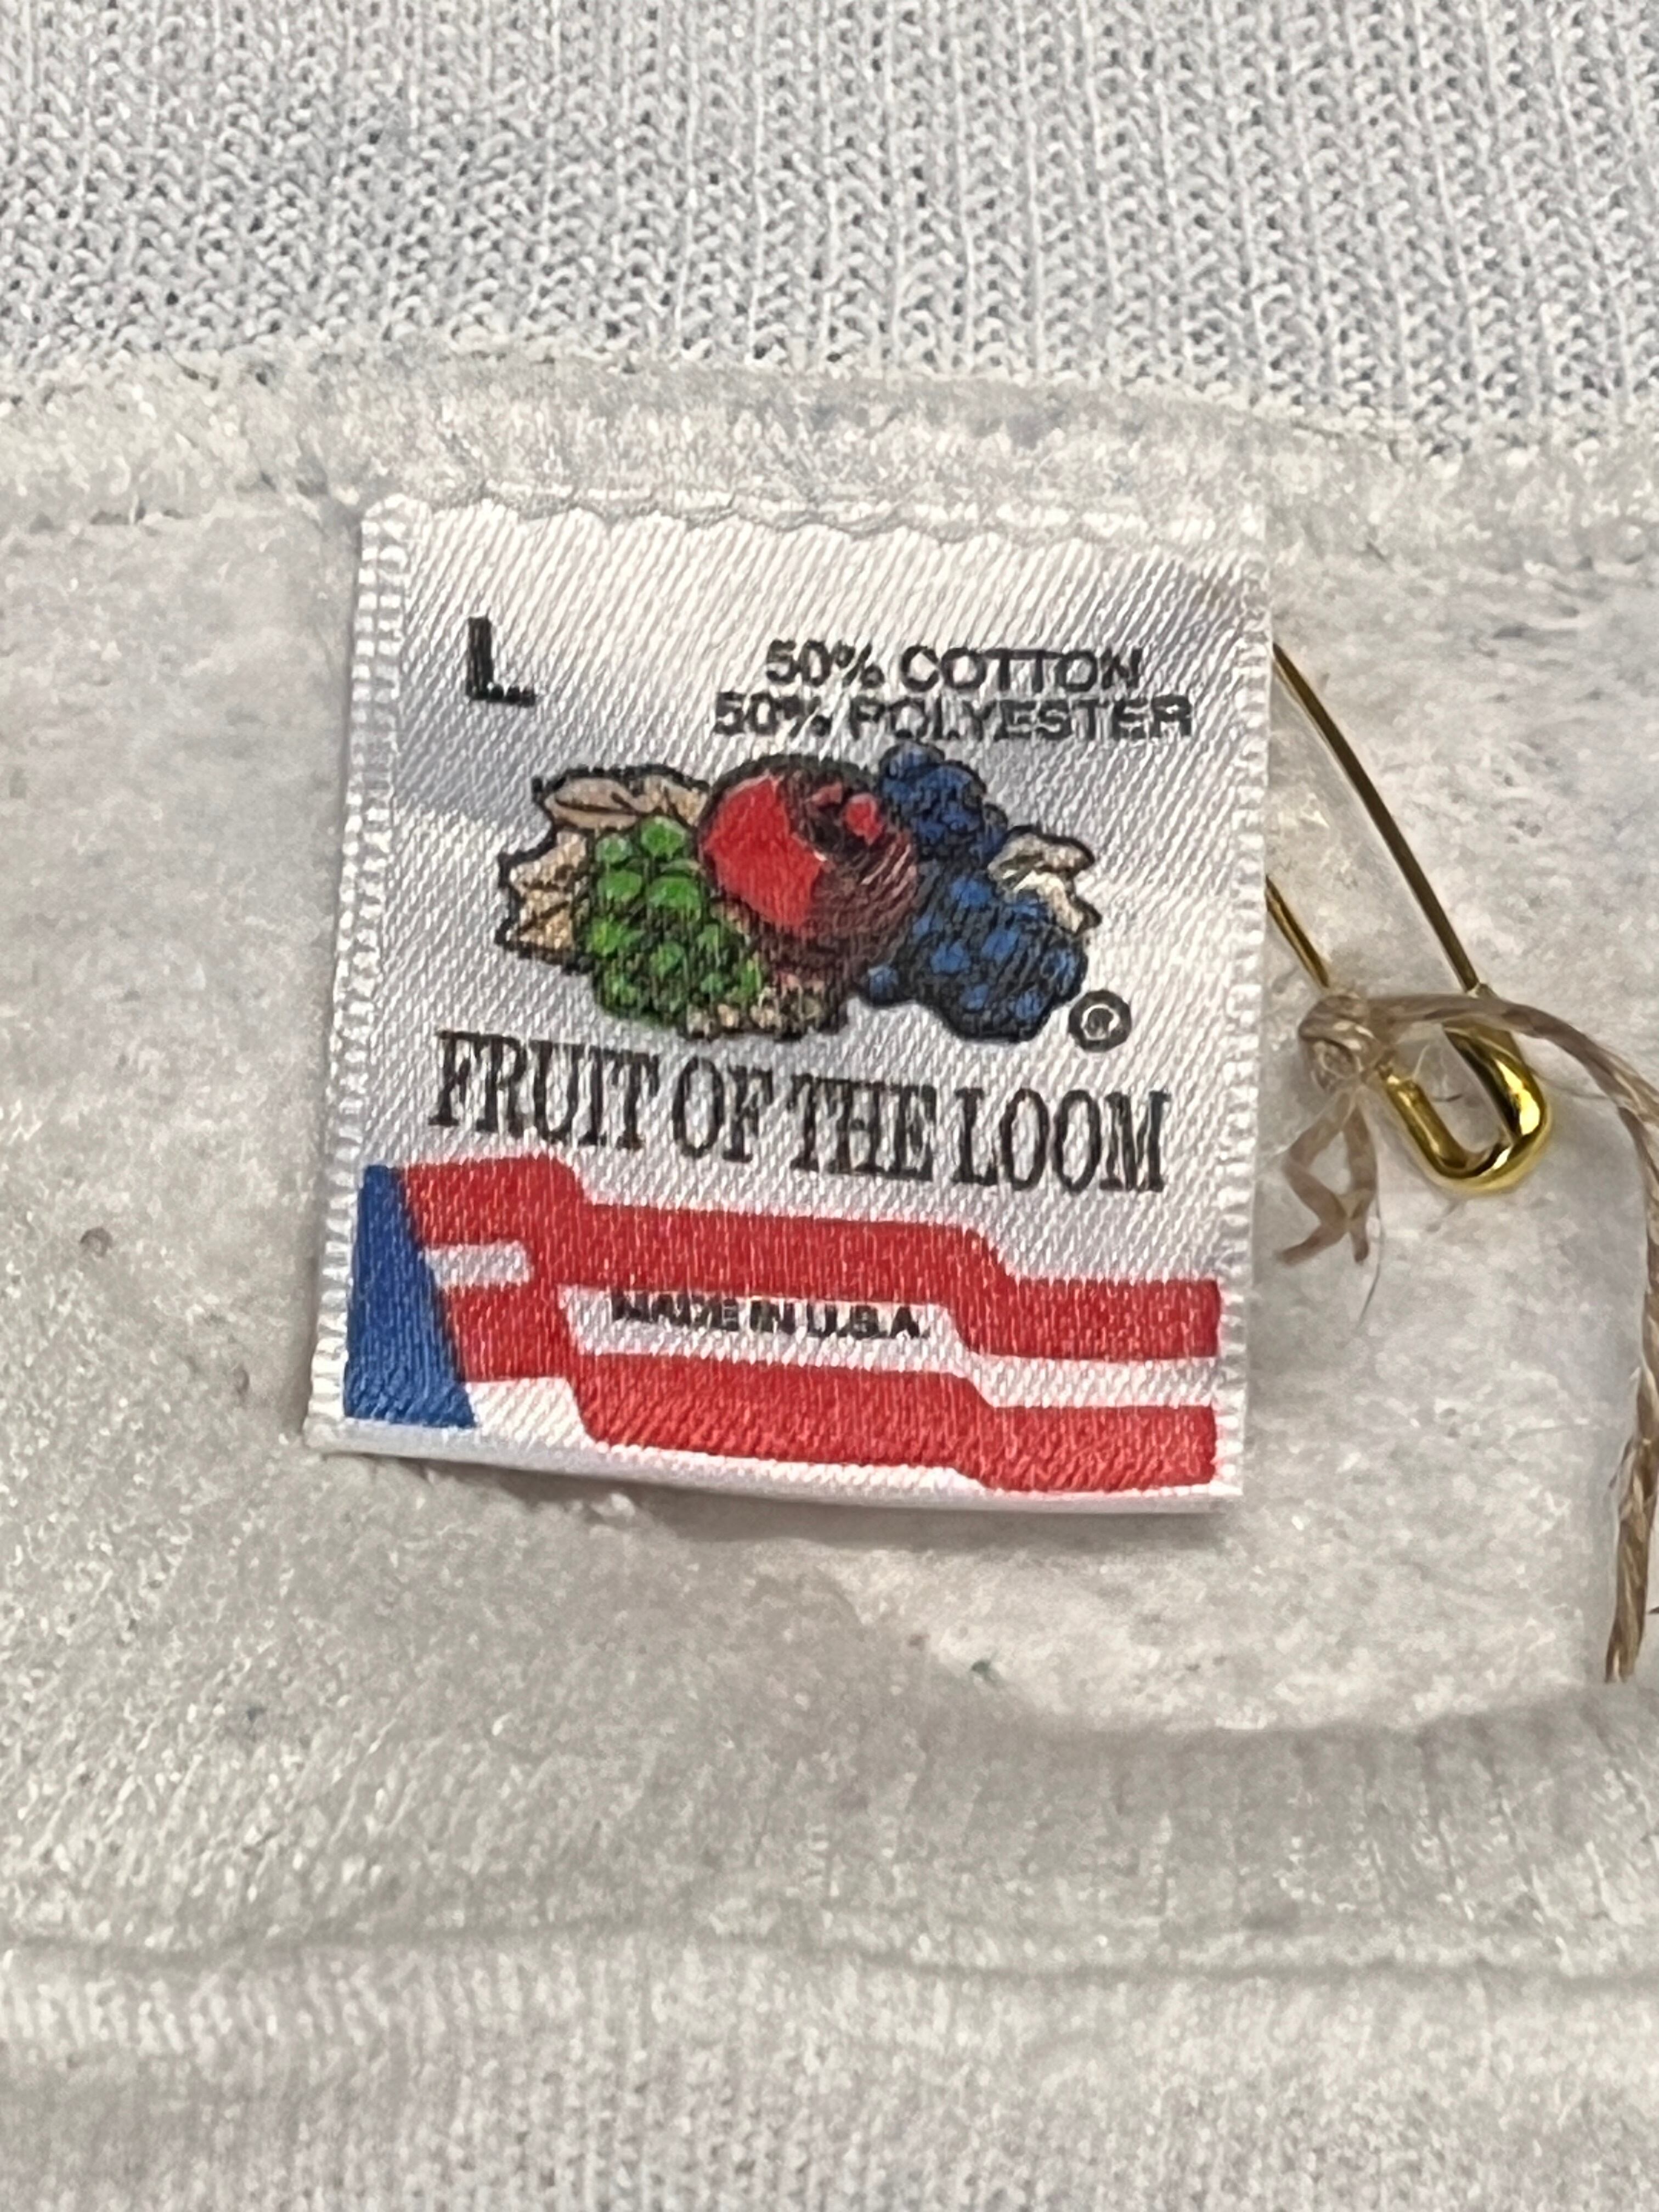 L
50% COTTON
50% POLYESTER
®
FRUIT OF THE LOOM
MADE IN U.S.A.